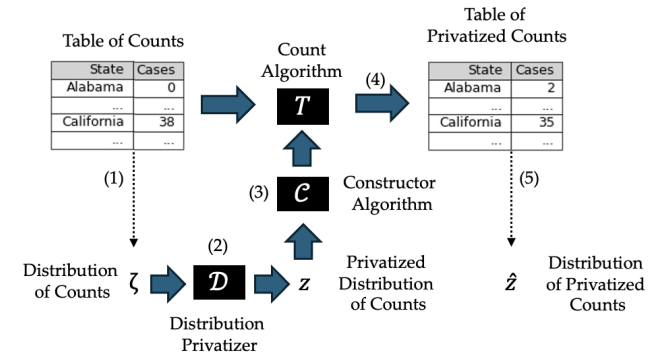 Table of Counts
State Cases
Alabama 0
... ...
California 38
... ...
Count
Algorithm
T
(4)
Table of
Privatized Counts
State Cases
Alabama 2
... ...
California 35
... ...
(1)
(3)
C
Constructor
Algorithm
(5)
(2)
Distribution
of Counts
ζ
D
z
Privatized
Distribution
of Counts
ẑ
Distribution
of Privatized
Counts
Distribution
Privatizer